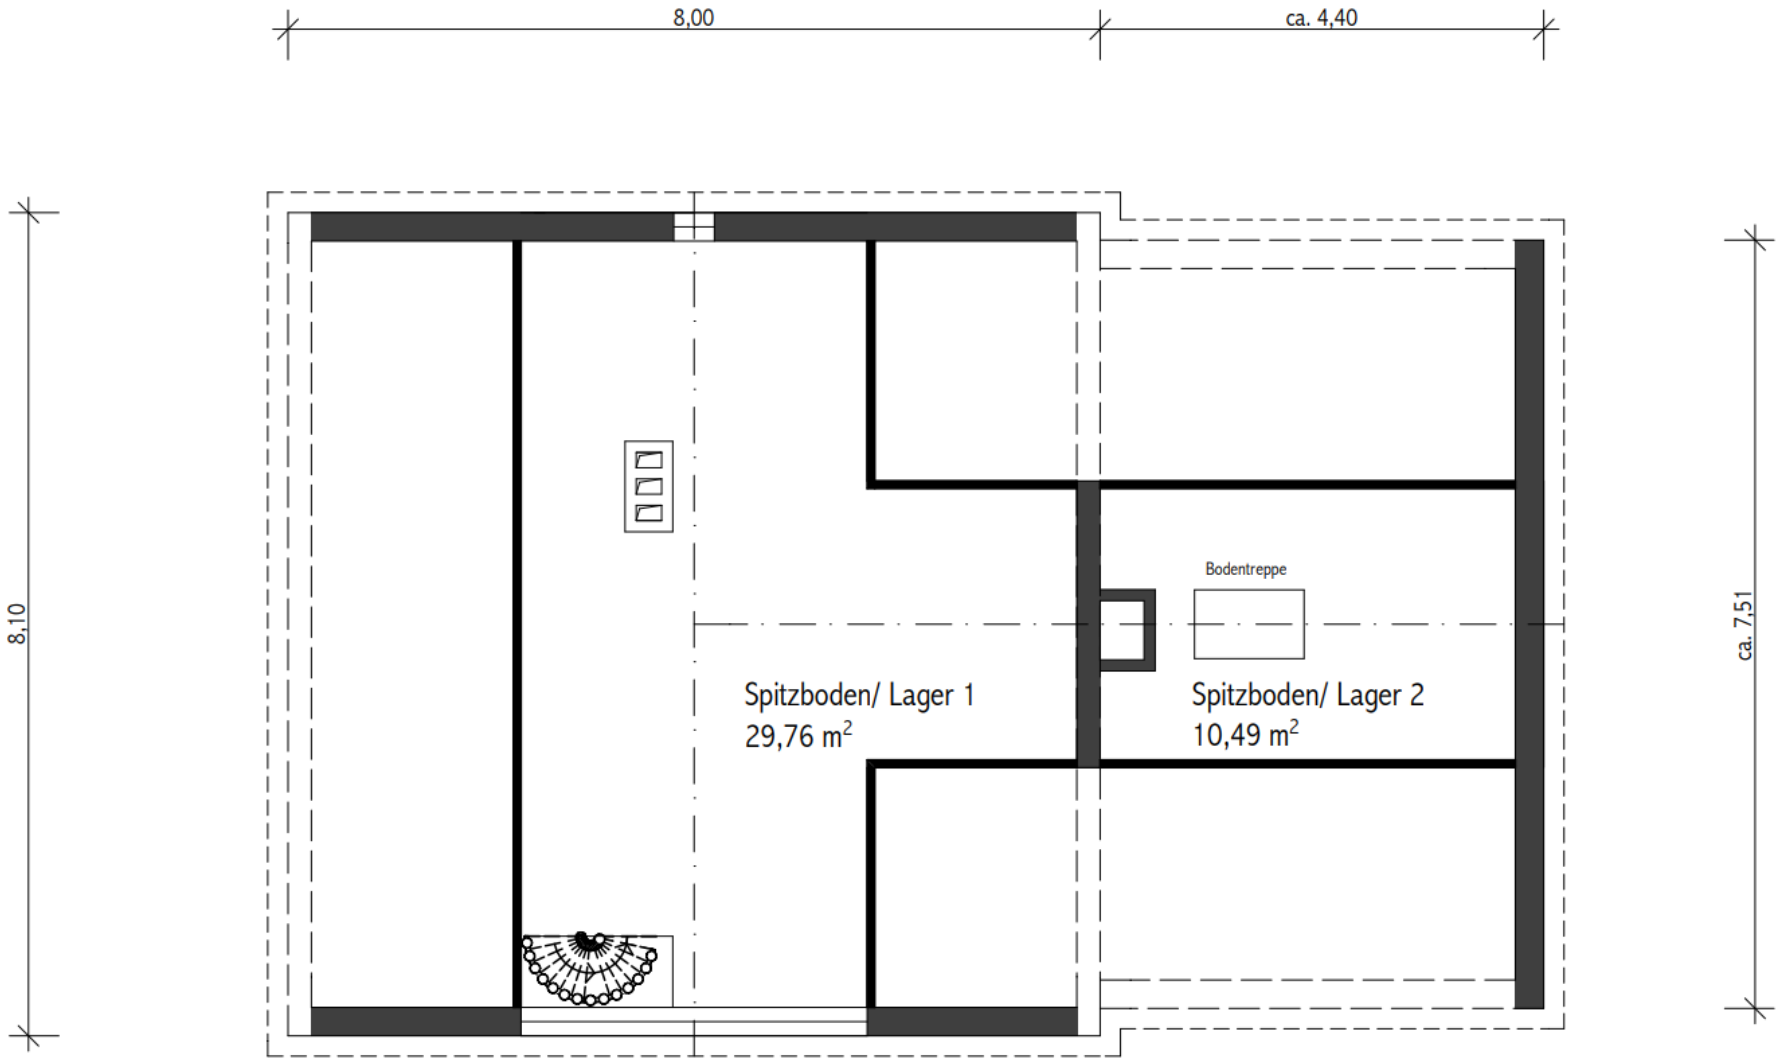 8,00
ca. 4,40
8,10
ca. 7,51
Bodentreppe
Spitzboden/ Lager 1
29,76 m²
Spitzboden/ Lager 2
10,49 m²